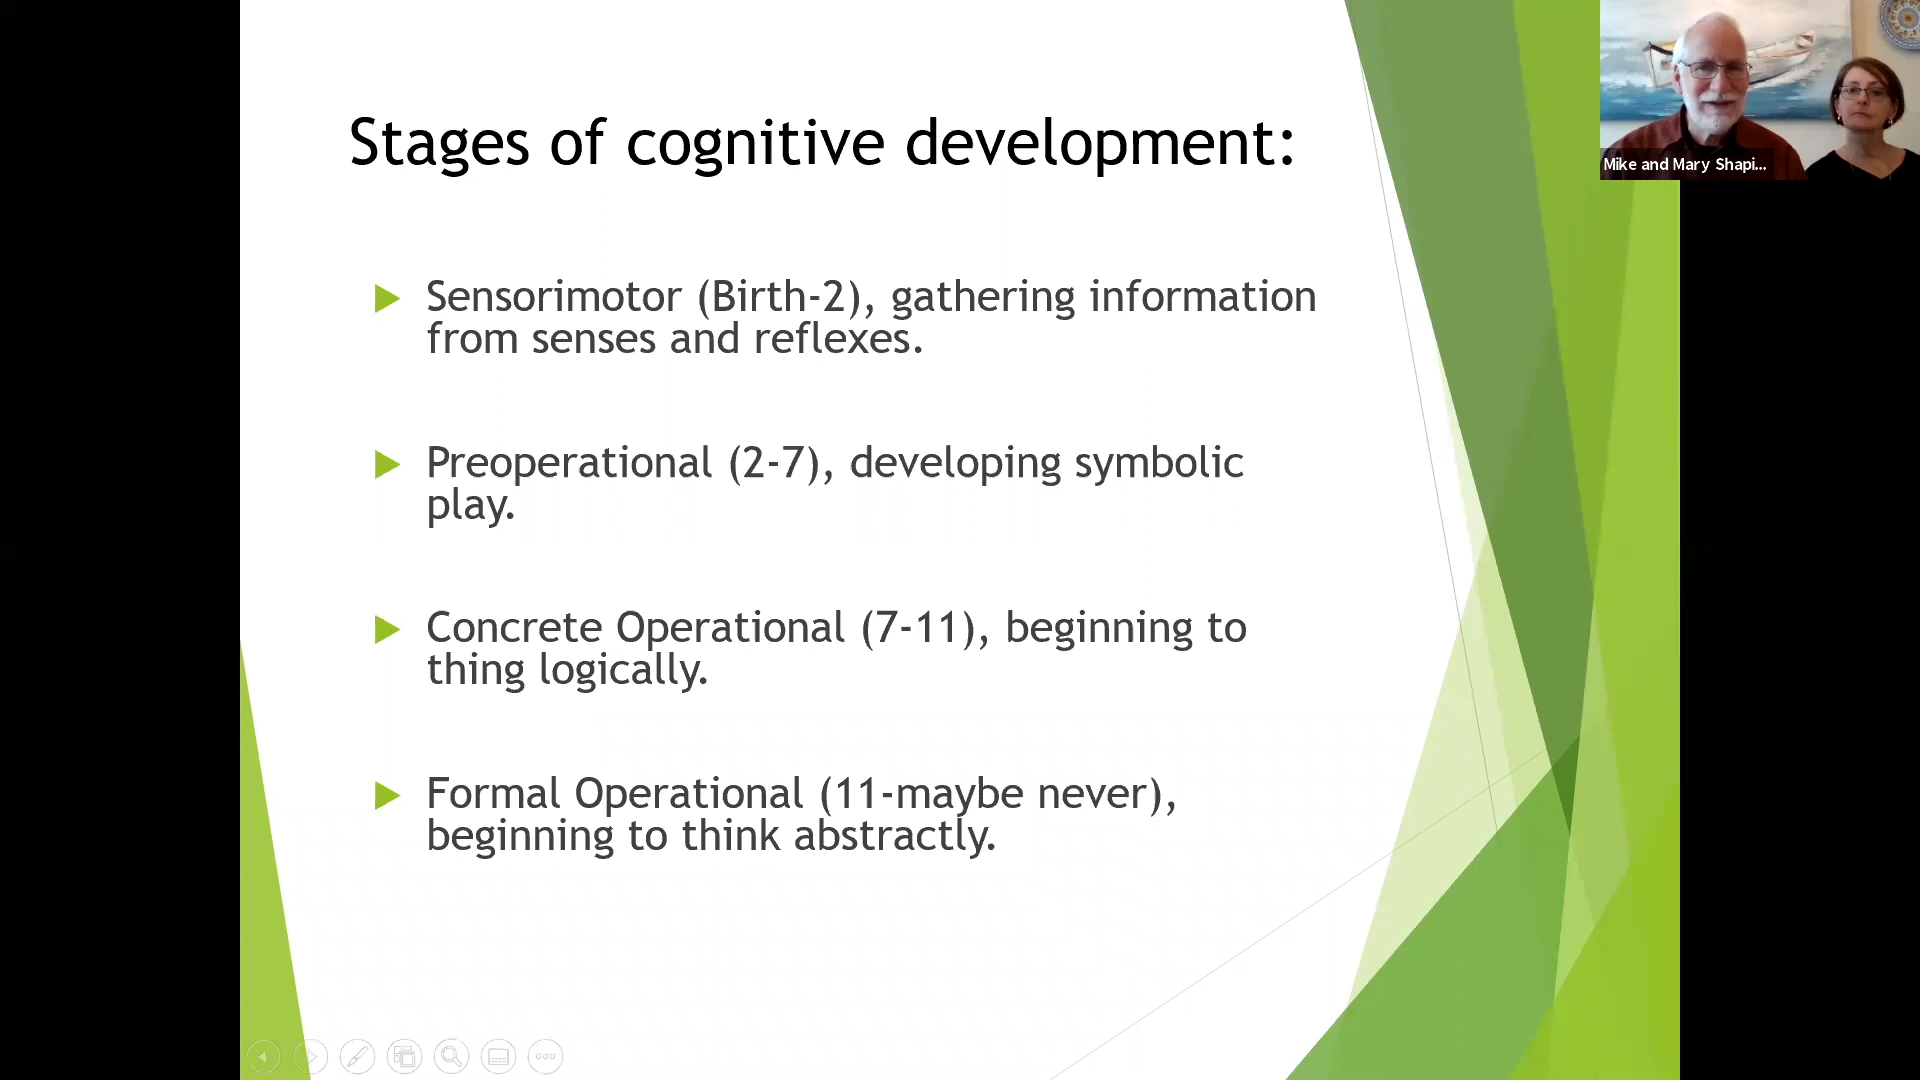 Stages of cognitive development:
Sensorimotor (Birth-2), gathering information
from senses and reflexes.
Preoperational (2-7), developing symbolic
play.
Concrete Operational (7-11), beginning to
thing logically.
Formal Operational (11-maybe never),
beginning to think abstractly.
Mike and Mary Shapi...